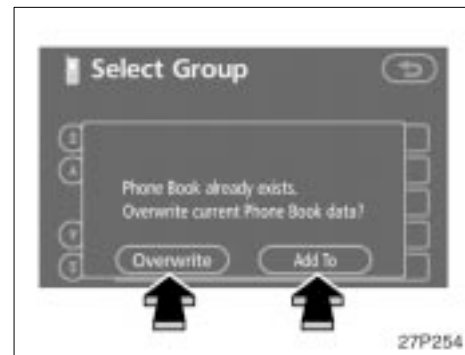 Select Group
Phone Book already exists.
Overwrite current Phone Book data?
Overwrite
Add To
27P254